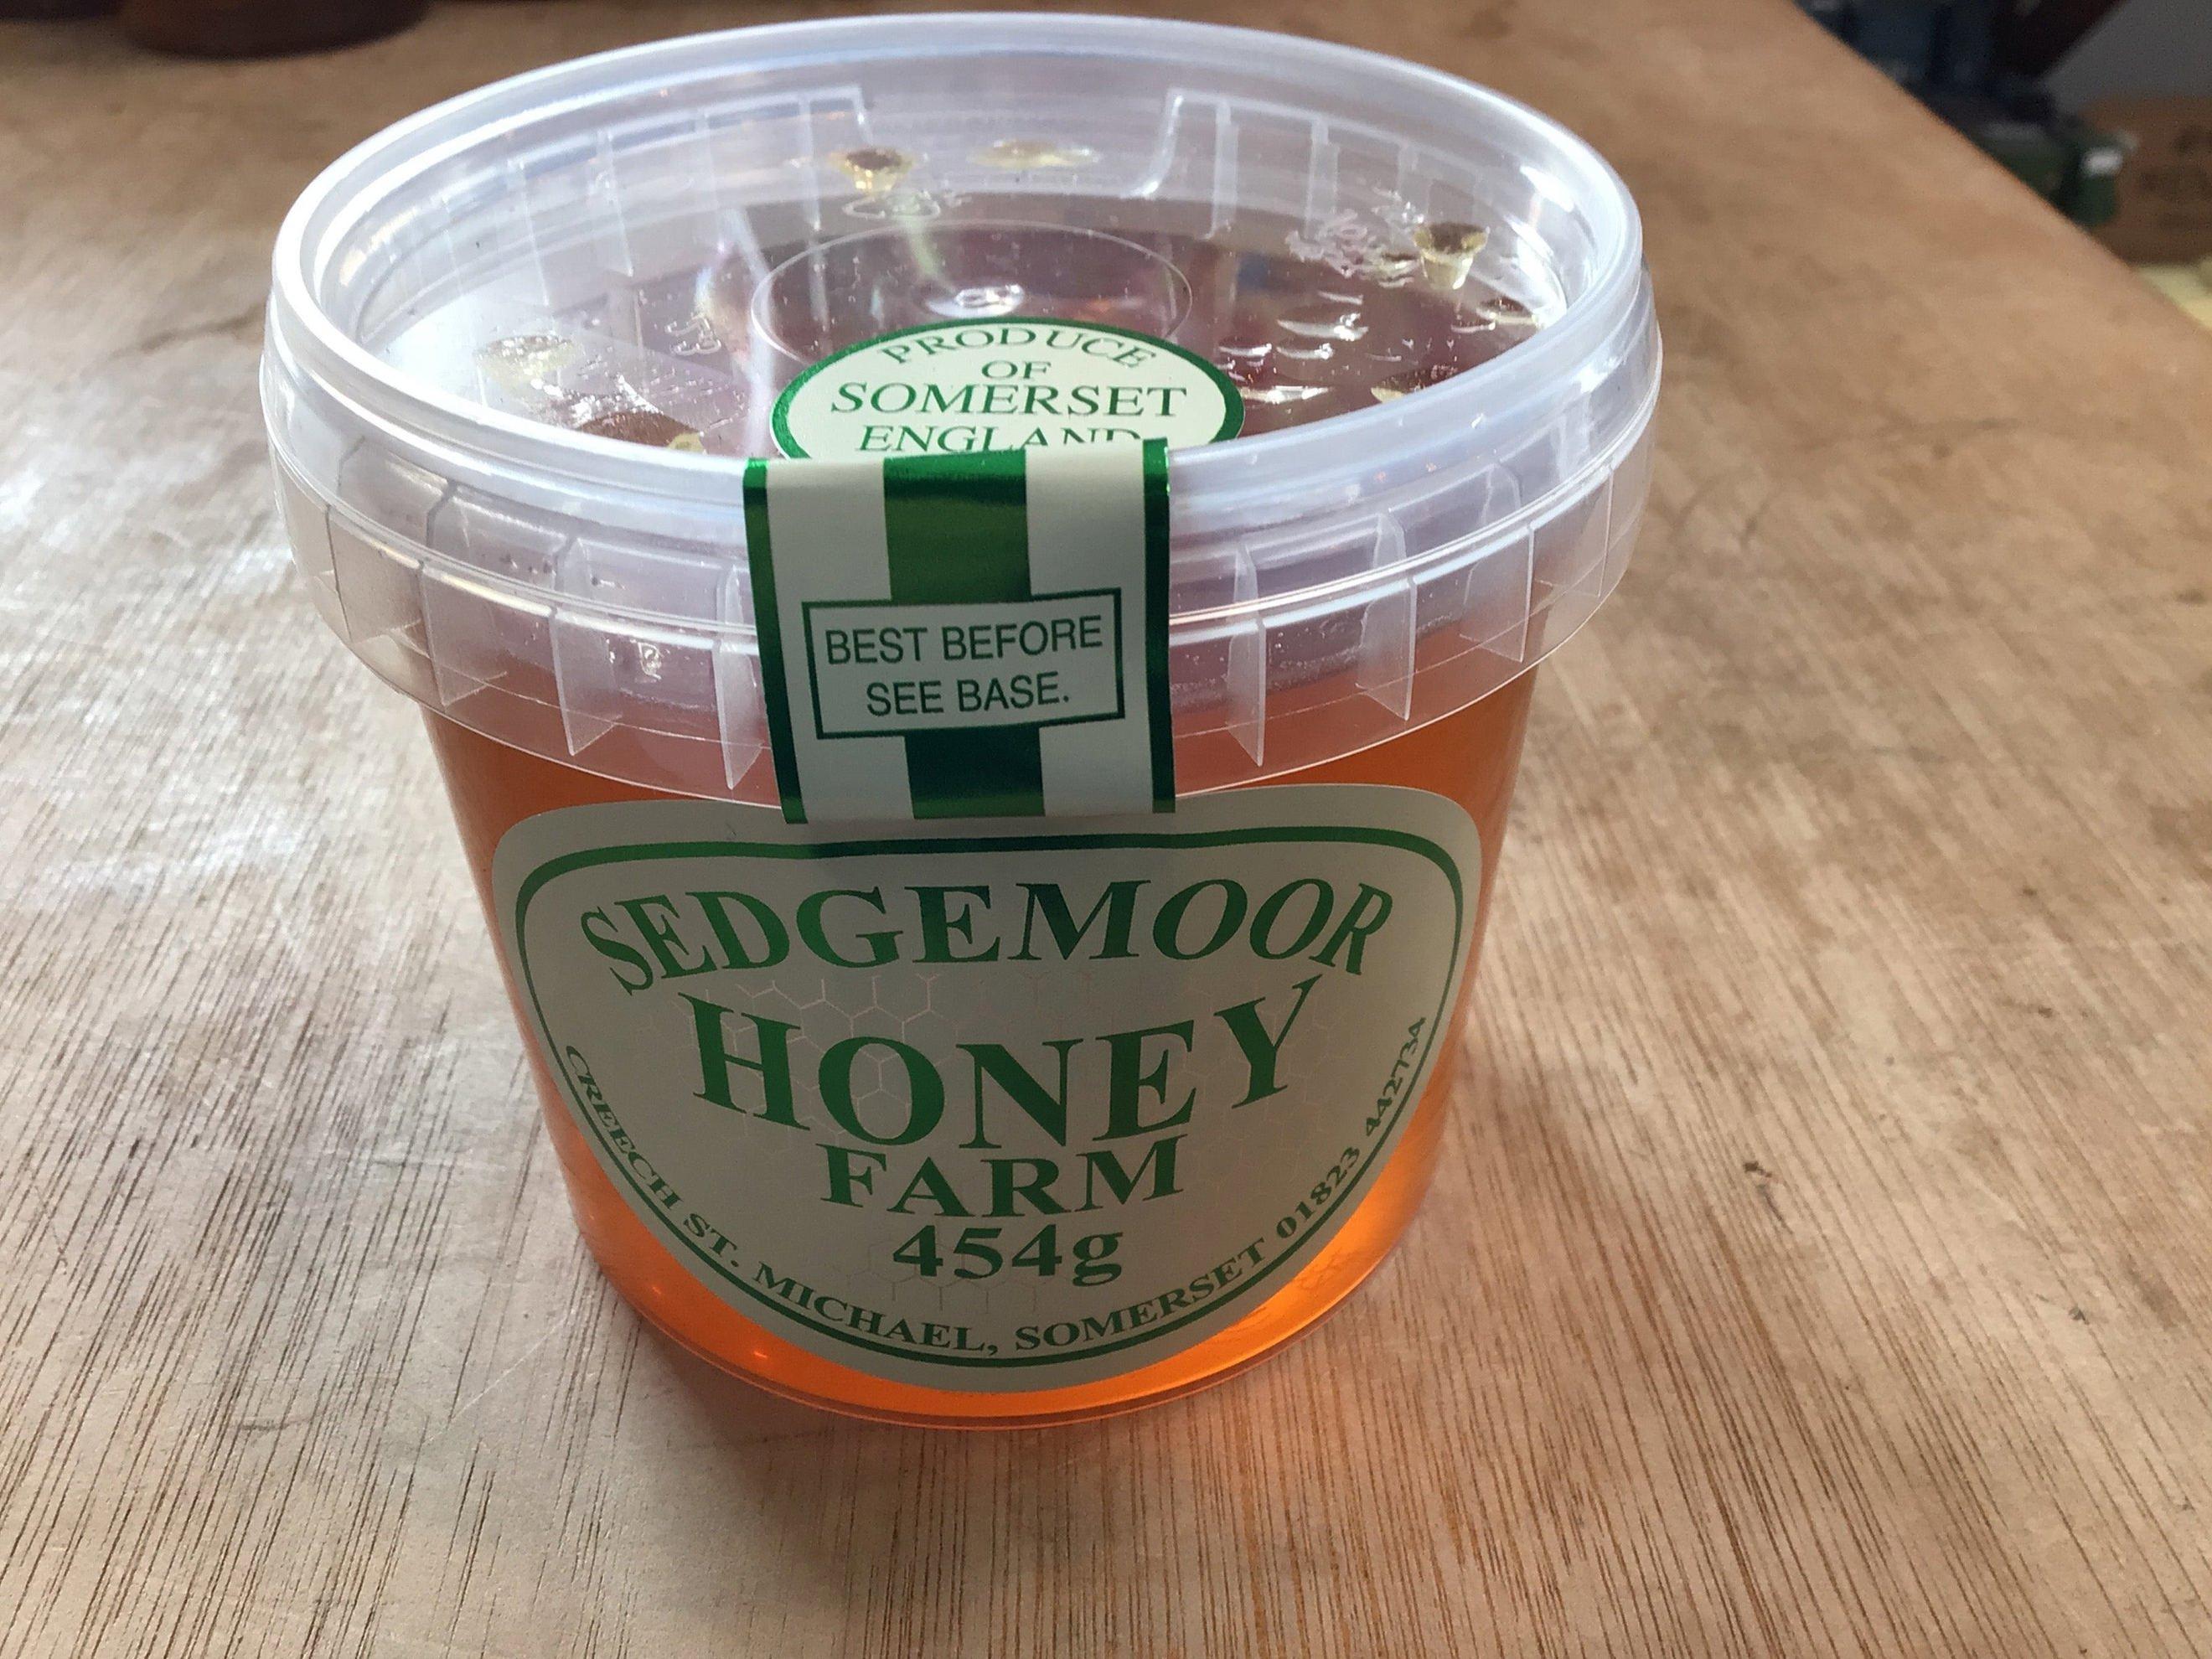 PRODUCE
OF
SOMERSET
ENGLAND
BEST BEFORE
SEE BASE.
SEDGEMOOR
HONEY
FARM
454g
CREECH ST. MICHAEL, SOMERSET 01823 442734